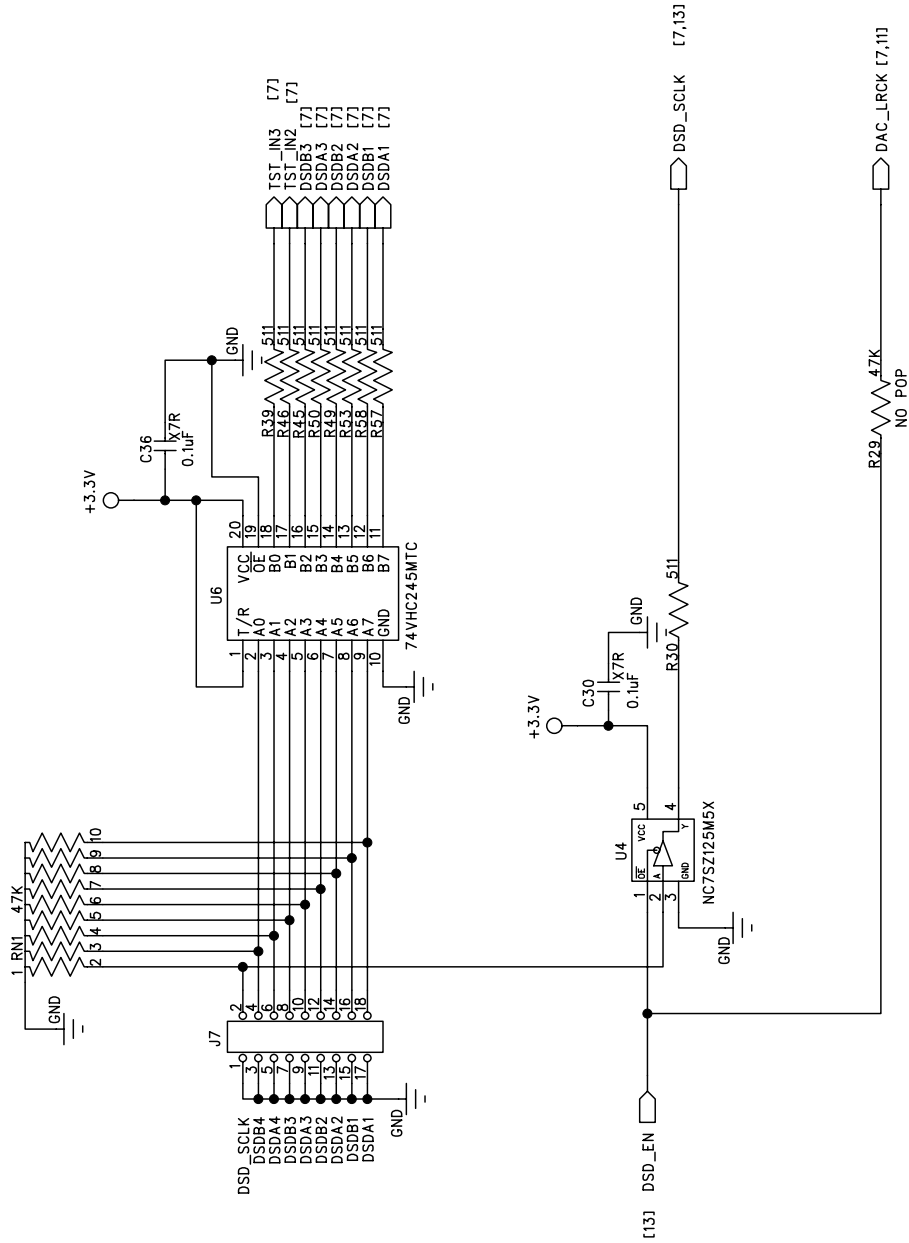 1 RN1 47K
GND
2 3 4 5 6 7 8 9 10
J7
DSD_SCLK 1 2
DSDB4 3 4
DSDA4 5 6
DSDB3 7 8
DSDA3 9 10
DSDB2 11 12
DSDA2 13 14
DSDB1 15 16
DSDA1 17 18
GND
+3.3V
C36
X7R
0.1uF
GND
U6
1 T/R VCC 20
2 A0 OE 19
3 A1 B0 18
4 A2 B1 17
5 A3 B2 16
6 A4 B3 15
7 A5 B4 14
8 A6 B5 13
9 A7 B6 12
10 GND B7 11
74VHC245MTC
GND
R39 511 TST_IN3 [7]
R46 511 TST_IN2 [7]
R45 511 DSDB3 [7]
R50 511 DSDA3 [7]
R49 511 DSDB2 [7]
R53 511 DSDA2 [7]
R58 511 DSDB1 [7]
R57 511 DSDA1 [7]
+3.3V
C30
X7R
0.1uF
GND
U4
1 OE VCC 5
2 A Y 4
3 GND
NC7SZ125M5X
GND
R30 511
DSD_SCLK [7,13]
[13] DSD_EN
R29 47K
NO POP
DAC_LRCK [7,11]